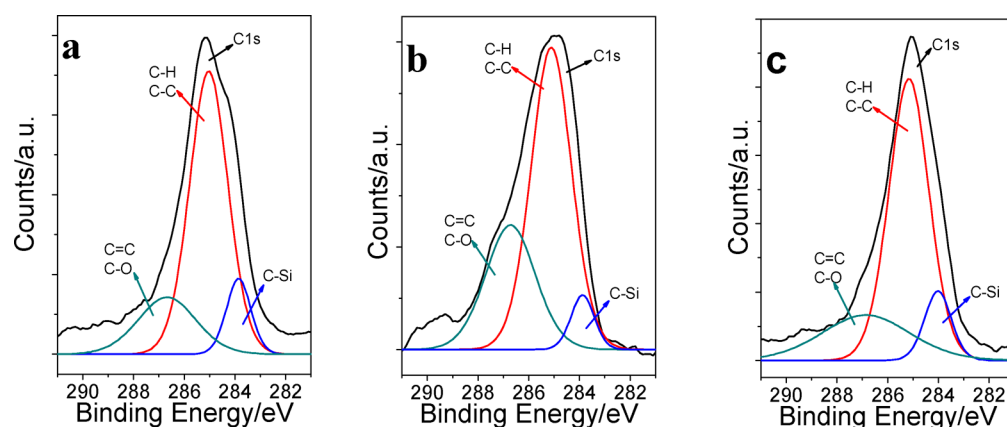 a
C1s
C-H
C-C
C=C
C-O
C-Si
Counts/a.u.
290 288 286 284 282
Binding Energy/eV
b
C-H
C-C
C1s
C=C
C-O
C-Si
Counts/a.u.
290 288 286 284 282
Binding Energy/eV
c
C1s
C-H
C-C
C=C
C-O
C-Si
Counts/a.u.
290 288 286 284 282
Binding Energy/eV